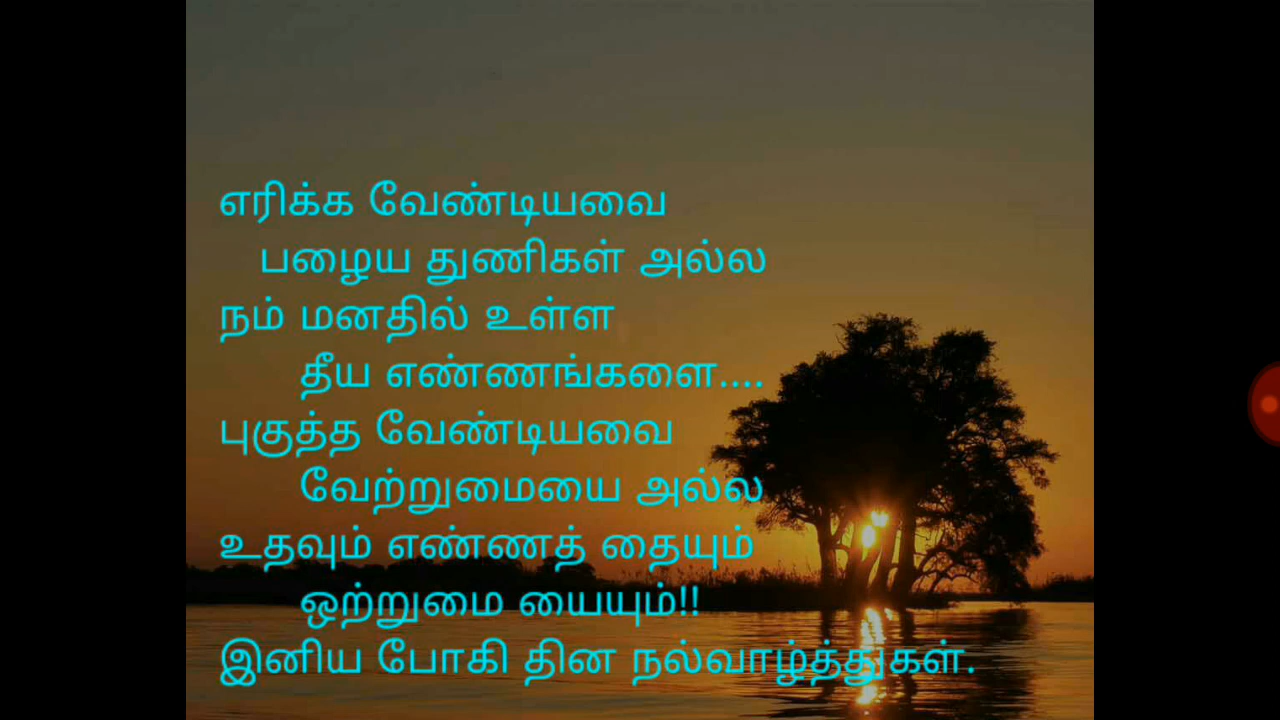 எரிக்க வேண்டியவை
பழைய துணிகள் அல்ல
நம் மனதில் உள்ள
தீய எண்ணங்களை....
புகுத்த வேண்டியவை
வேற்றுமையை அல்ல
உதவும் எண்ணத் தையும்
ஒற்றுமை யையும்!!
இனிய போகி தின நல்வாழ்த்துகள்.